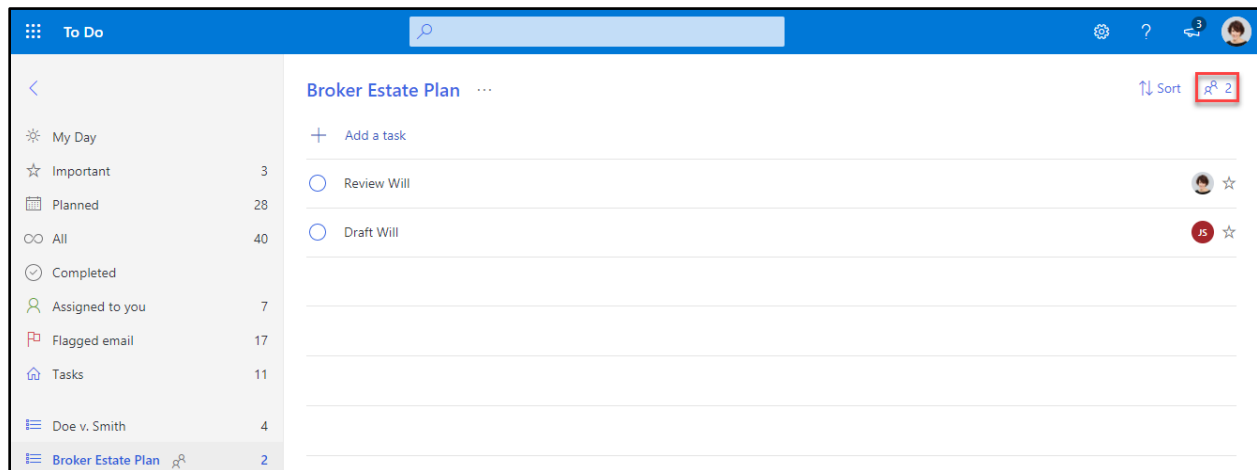 To Do
3
Broker Estate Plan ...
Sort 2
My Day
Add a task
Important 3
Review Will
Planned 28
Draft Will
JS
All 40
Completed
Assigned to you 7
Flagged email 17
Tasks 11
Doe v. Smith 4
Broker Estate Plan 2